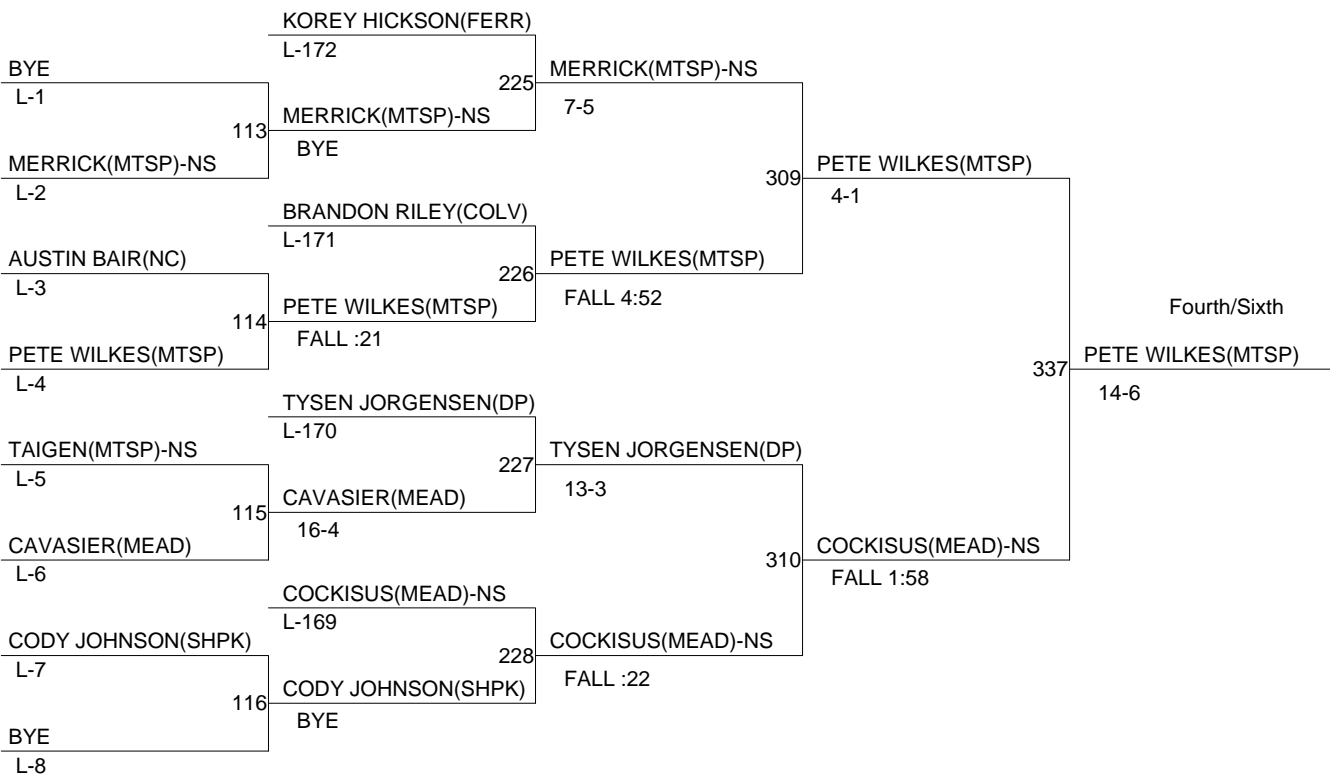 KOREY HICKSON(FERR)
L-172
BYE
L-1
225
MERRICK(MTSP)-NS
7-5
113
MERRICK(MTSP)-NS
BYE
MERRICK(MTSP)-NS
L-2
309
PETE WILKES(MTSP)
4-1
BRANDON RILEY(COLV)
L-171
AUSTIN BAIR(NC)
L-3
226
PETE WILKES(MTSP)
FALL 4:52
114
PETE WILKES(MTSP)
FALL :21
Fourth/Sixth
PETE WILKES(MTSP)
L-4
337
PETE WILKES(MTSP)
14-6
TYSEN JORGENSEN(DP)
L-170
TAIGEN(MTSP)-NS
L-5
227
TYSEN JORGENSEN(DP)
13-3
115
CAVASIER(MEAD)
16-4
CAVASIER(MEAD)
L-6
310
COCKISUS(MEAD)-NS
FALL 1:58
COCKISUS(MEAD)-NS
L-169
CODY JOHNSON(SHPK)
L-7
228
COCKISUS(MEAD)-NS
FALL :22
116
CODY JOHNSON(SHPK)
BYE
BYE
L-8